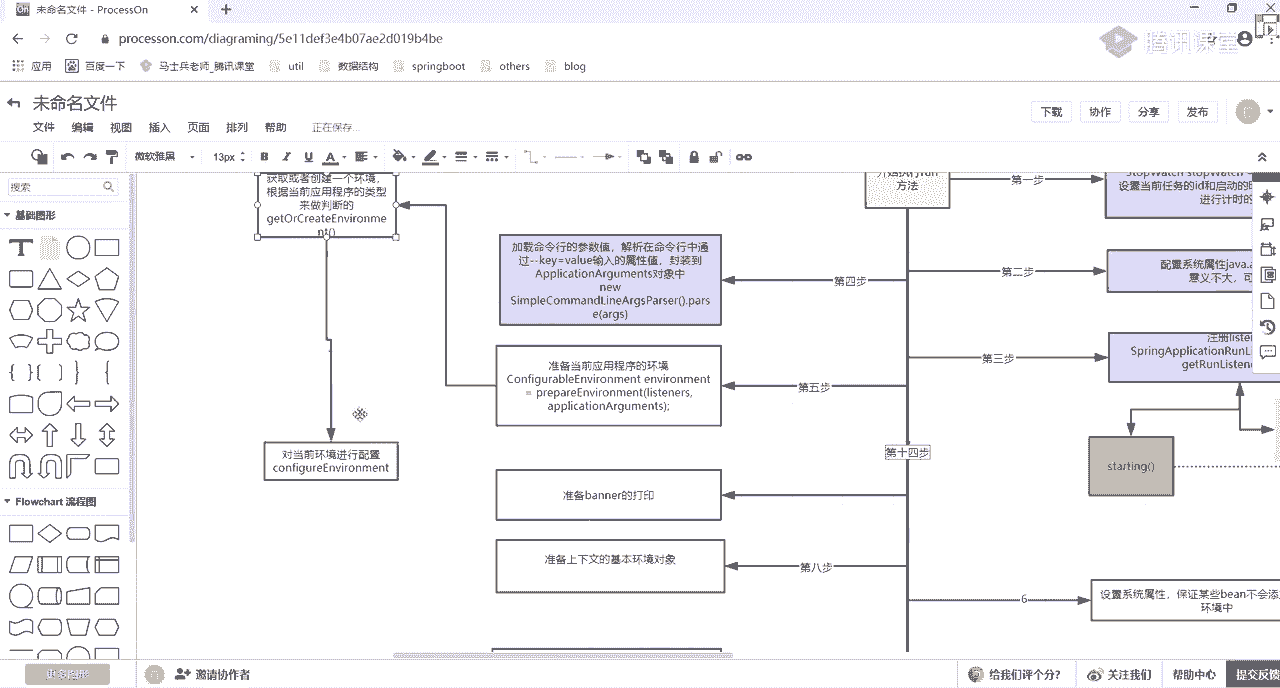 未命名文件 - ProcessOn
processon.com/diagraming/5e11def3e4b07ae2d019b4be
腾讯课堂
应用
百度一下
马士兵老师_腾讯课堂
util
数据结构
springboot
others
blog
未命名文件
文件
编辑
视图
插入
页面
排列
帮助
正在保存...
下载
协作
分享
发布
微软雅黑
13px
搜索
基础图形
Flowchart 流程图
获取或者创建一个环境，
根据当前应用程序的类型
来做判断的
getOrCreateEnvironme
nt()
对当前环境进行配置
configureEnvironment
加载命令行的参数值，解析在命令行中通
过--key=value输入的属性值，封装到
ApplicationArguments对象中
new
SimpleCommandLineArgsParser().pars
e(args)
准备当前应用程序的环境
ConfigurableEnvironment environment
= prepareEnvironment(listeners,
applicationArguments);
准备banner的打印
准备上下文的基本环境对象
第四步
第五步
第十四步
第八步
开始执行run
方法
第一步
第二步
第三步
6
StopWatch stopWatch
设置当前任务的id和启动的时
进行计时的
配置系统属性java.a
意义不大，可
注册listen
SpringApplicationRunLi
getRunListene
starting()
设置系统属性，保证某些bean不会添
环境中
更多图形
邀请协作者
给我们评个分?
关注我们
帮助中心
提交反馈